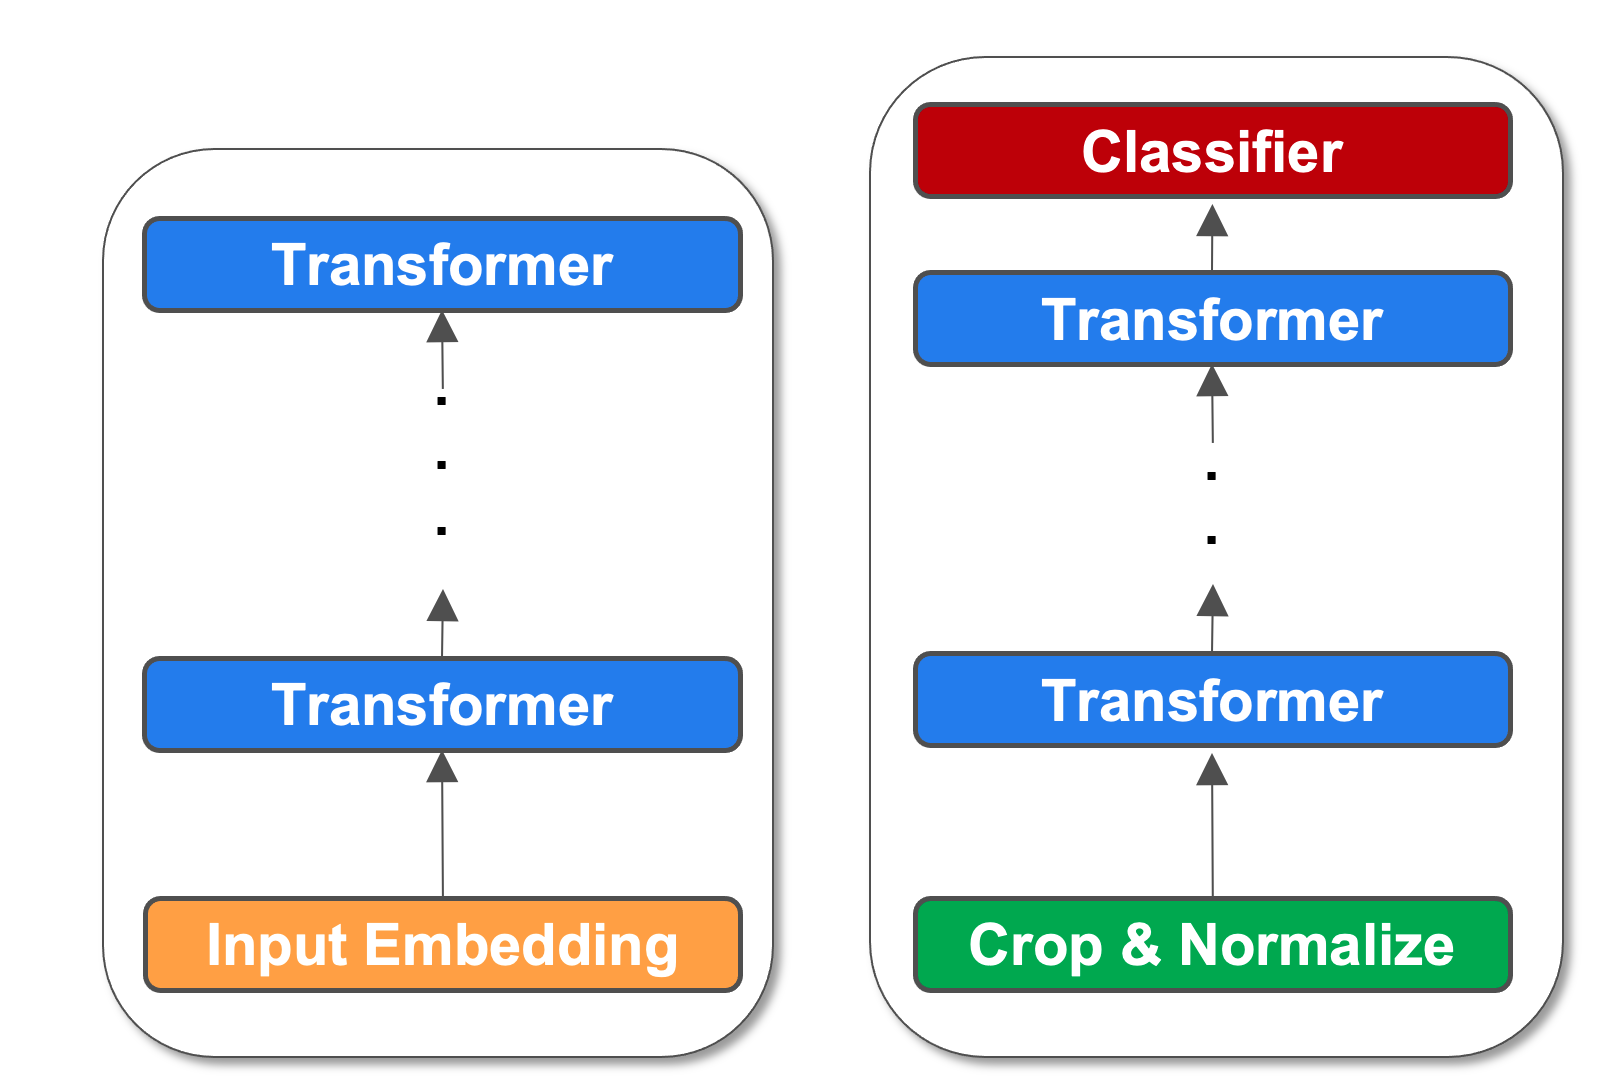 Transformer
Transformer
Input Embedding
Classifier
Transformer
Transformer
Crop & Normalize